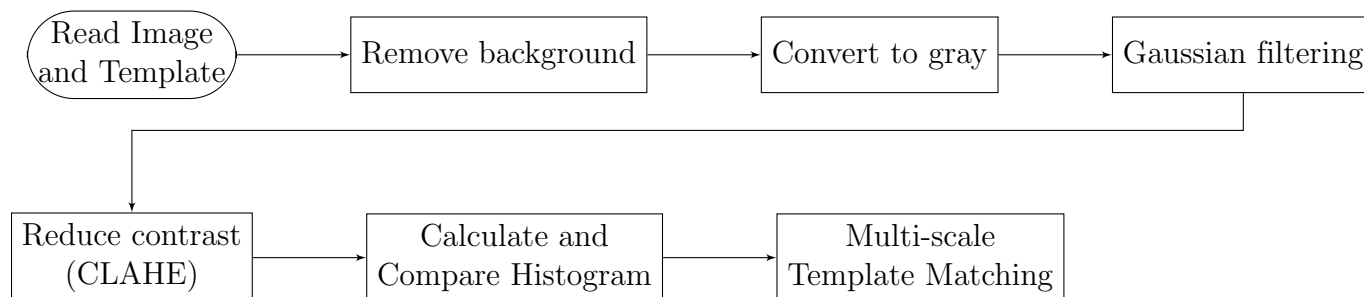 Read Image
and Template
Remove background
Convert to gray
Gaussian filtering
Reduce contrast
(CLAHE)
Calculate and
Compare Histogram
Multi-scale
Template Matching